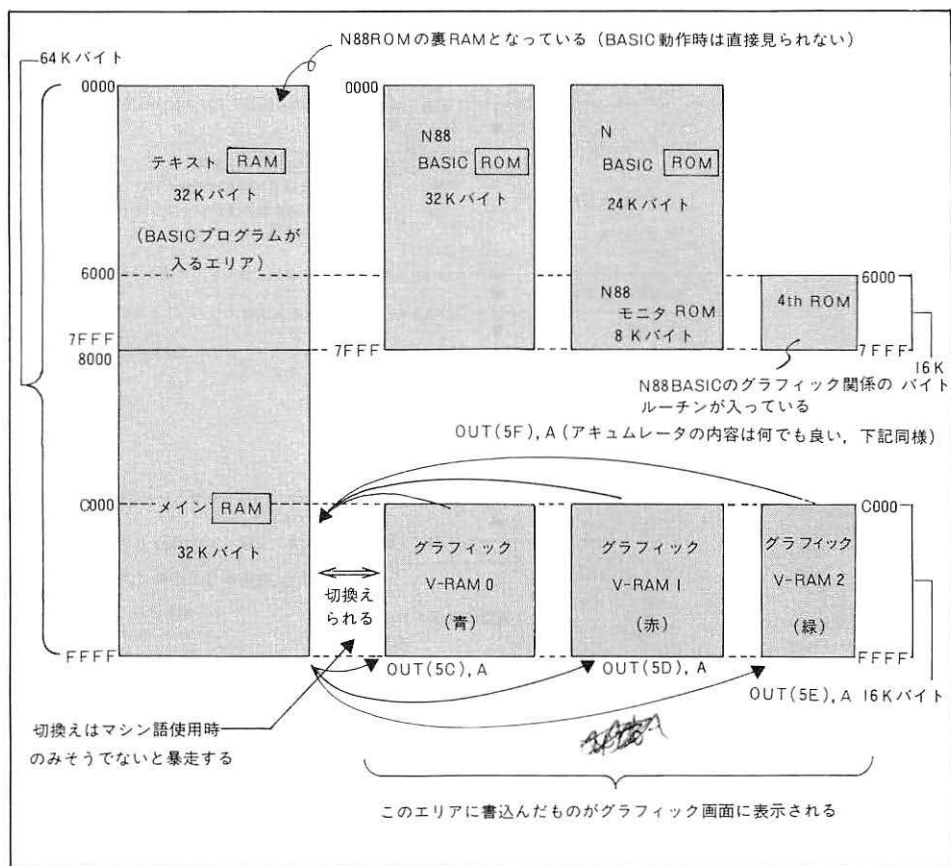 N88ROMの裏RAMとなっている（BASIC動作時は直接見られない）
64Kバイト
0000
テキスト RAM
32Kバイト
（BASICプログラムが
入るエリア）
6000
7FFF
8000
C000
メイン RAM
32Kバイト
FFFF
0000
N88
BASIC ROM
32Kバイト
7FFF
N
BASIC ROM
24Kバイト
N88
モニタ ROM
8Kバイト
6000
4th ROM
7FFF
16K
バイト
N88BASICのグラフィック関係の
ルーチンが入っている
OUT(5F), A（アキュムレータの内容は何でも良い，下記同様）
切換え
られる
グラフィック
V-RAM 0
（青）
グラフィック
V-RAM 1
（赤）
C000
グラフィック
V-RAM 2
（緑）
FFFF
OUT(5C), A
OUT(5D), A
OUT(5E), A 16Kバイト
切換えはマシン語使用時
のみそうでないと暴走する
このエリアに書込んだものがグラフィック画面に表示される